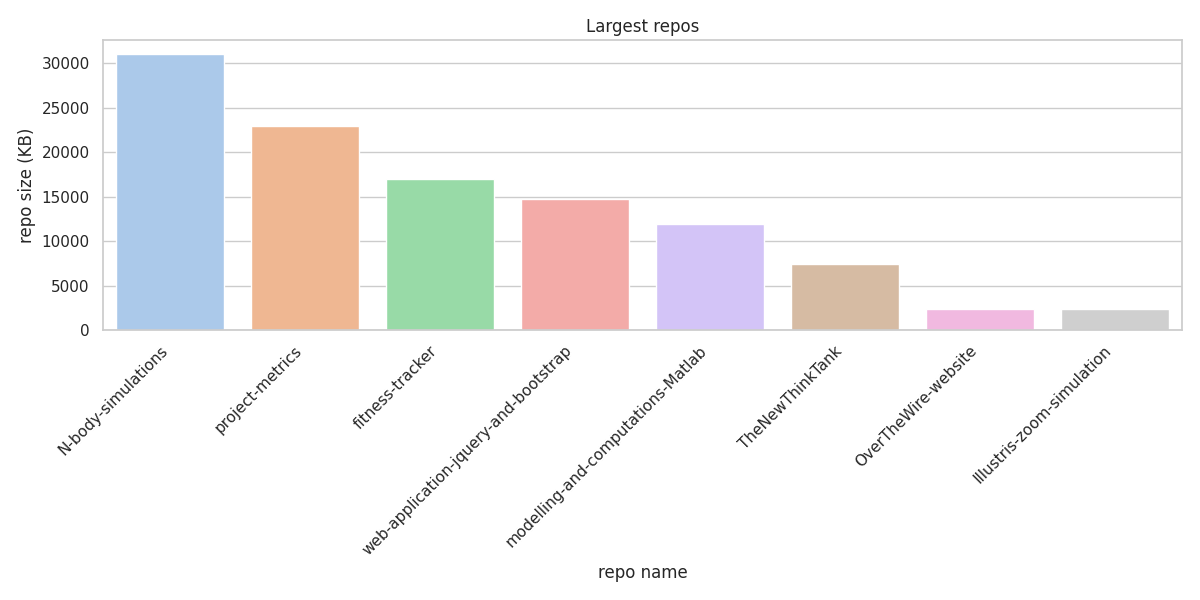 Largest repos
repo size (KB)
30000
25000
20000
15000
10000
5000
0
N-body-simulations
project-metrics
fitness-tracker
web-application-jquery-and-bootstrap
modelling-and-computations-Matlab
TheNewThinkTank
OverTheWire-website
Illustris-zoom-simulation
repo name